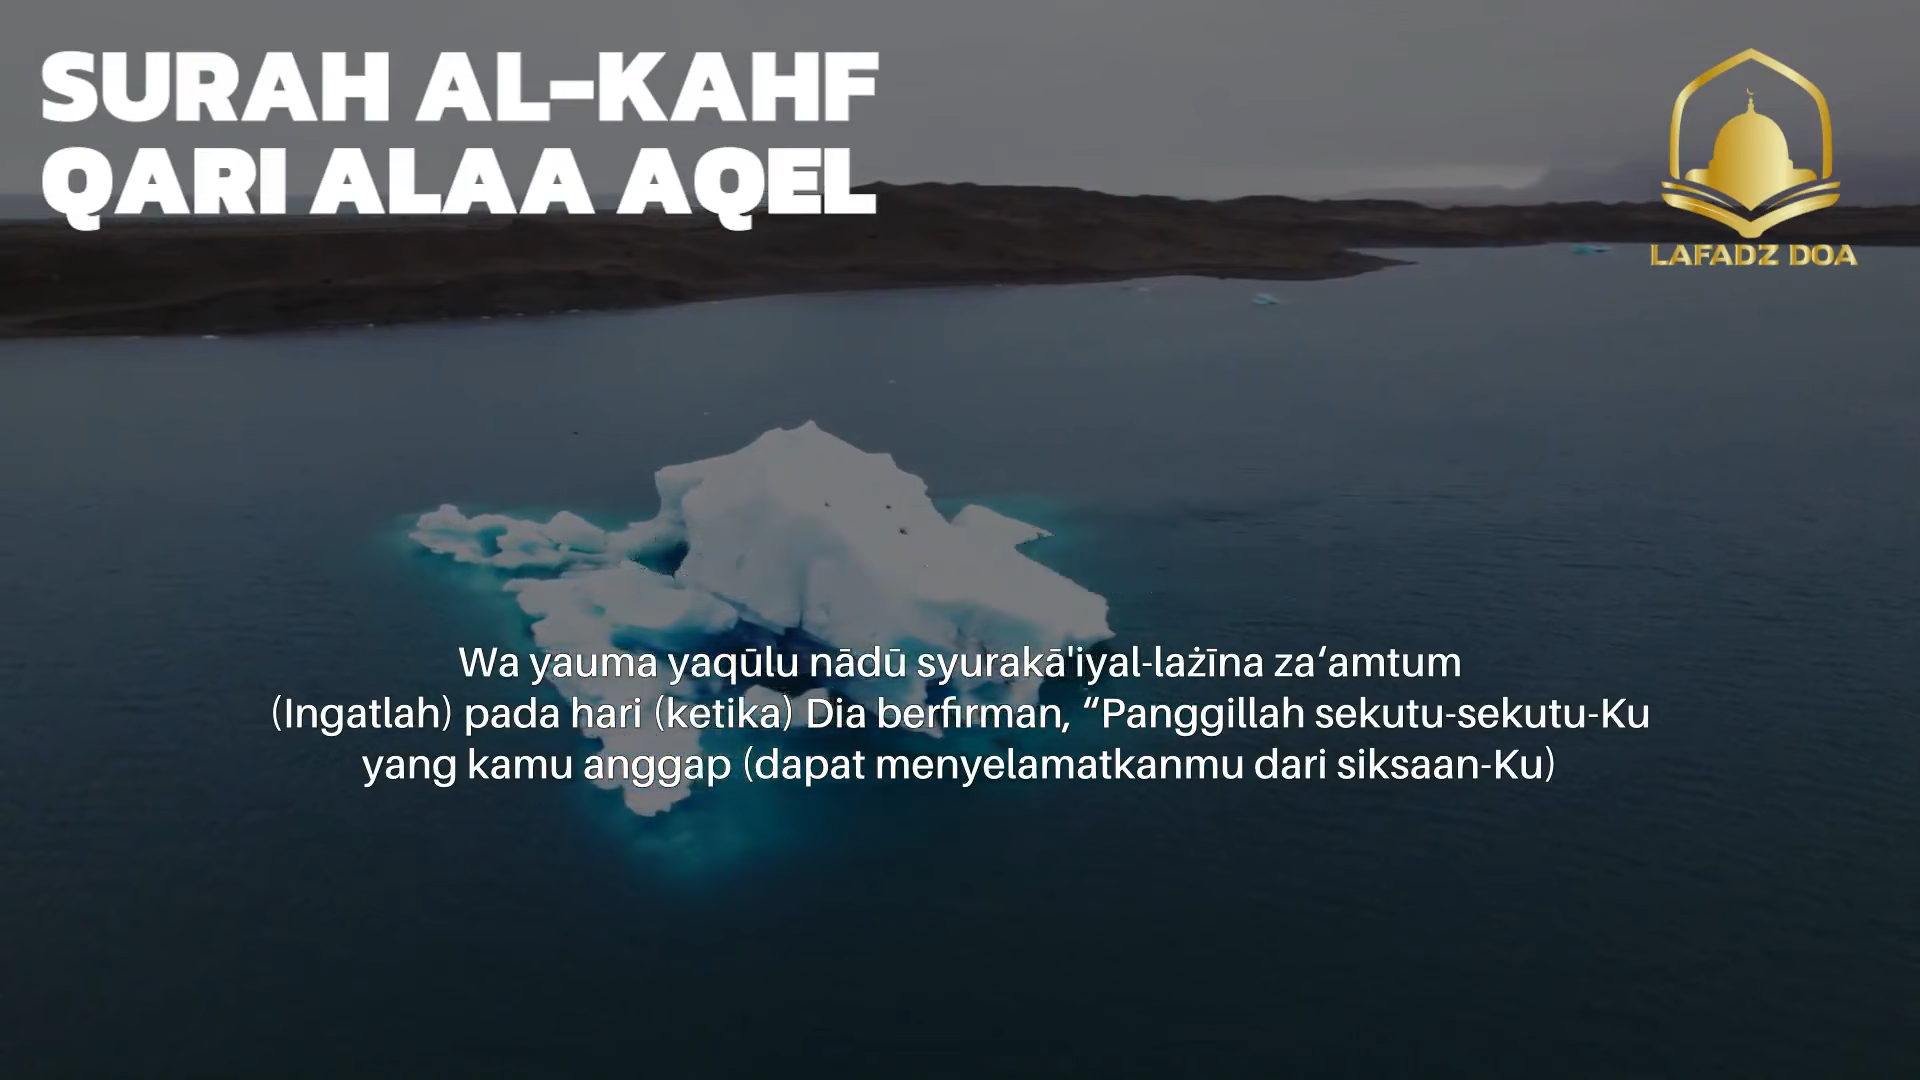 SURAH AL-KAHF
QARI ALAA AQEL
LAFADZ DOA
Wa yauma yaqūlu nādū syurakā'iyal-lażīna za‘amtum
(Ingatlah) pada hari (ketika) Dia berfirman, “Panggillah sekutu-sekutu-Ku
yang kamu anggap (dapat menyelamatkanmu dari siksaan-Ku)